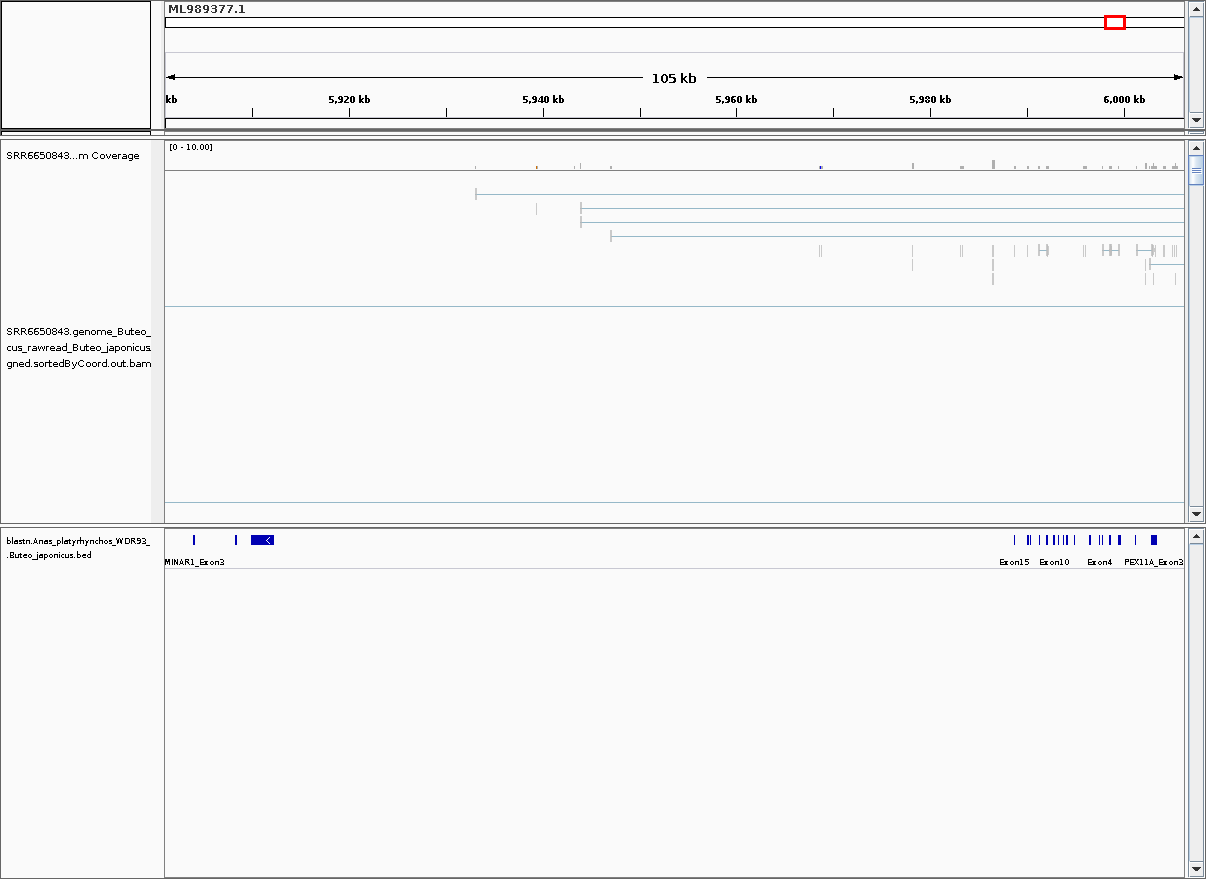 ML989377.1
105 kb
kb 5,920 kb 5,940 kb 5,960 kb 5,980 kb 6,000 kb
SRR6650843...m Coverage
[0 - 10.00]
SRR6650843.genome_Buteo_
cus_rawread_Buteo_japonicus.
gned.sortedByCoord.out.bam
blastn.Anas_platyrhynchos_WDR93_
.Buteo_japonicus.bed
MINAR1_Exon3 Exon15 Exon10 Exon4 PEX11A_Exon3